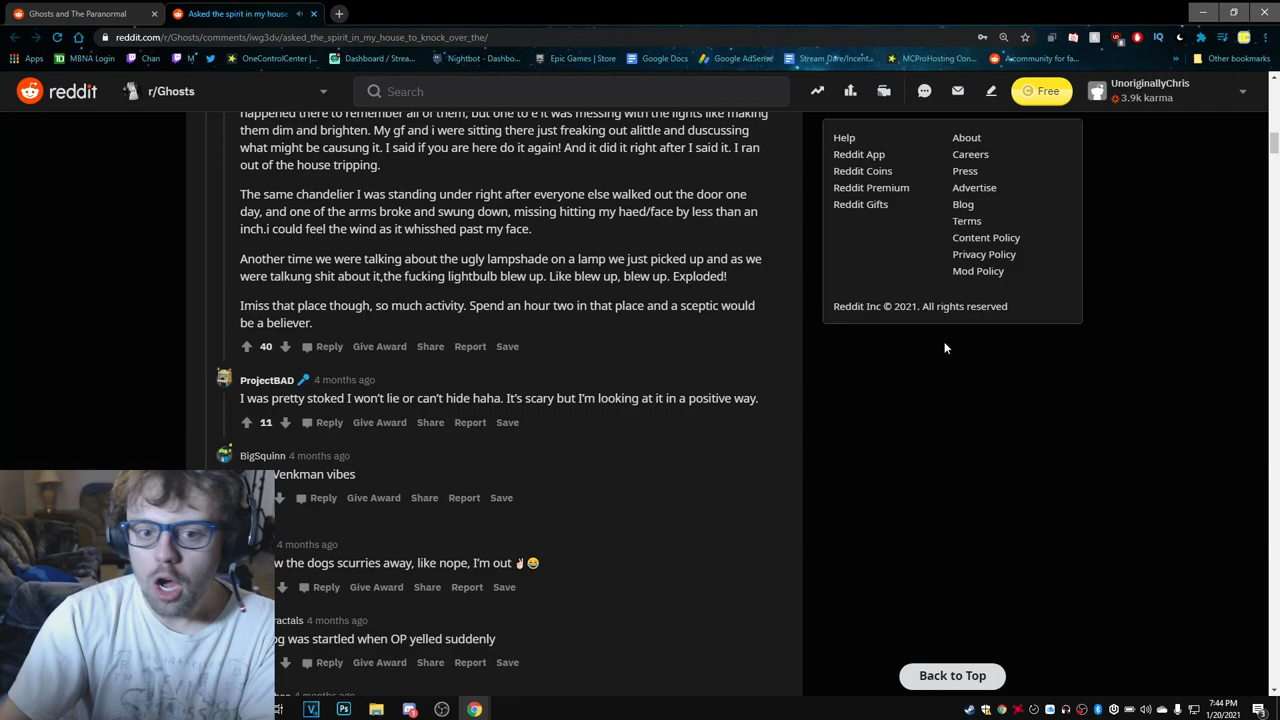 Ghosts and The Paranormal
Asked the spirit in my house
reddit.com/r/Ghosts/comments/iwg3dv/asked_the_spirit_in_my_house_to_knock_over_the/
Apps MBNA Login Chan M OneControlCenter|... Dashboard / Strea... Nightbot - Dashbo... Epic Games | Store Google Docs Google AdSense Stream Date/Incent... MCProHosting Con... A community for fa... » Other bookmarks
reddit r/Ghosts Search Free UnoriginallyChris
3.9k karma
happened there to remember all of them, but one to e it was messing with the lights like making
them dim and brighten. My gf and i were sitting there just freaking out alittle and duscussing
what might be causung it. I said if you are here do it again! And it did it right after I said it. I ran
out of the house tripping.
The same chandelier I was standing under right after everyone else walked out the door one
day, and one of the arms broke and swung down, missing hitting my haed/face by less than an
inch.i could feel the wind as it whisshed past my face.
Another time we were talking about the ugly lampshade on a lamp we just picked up and as we
were talkung shit about it,the fucking lightbulb blew up. Like blew up, blew up. Exploded!
Imiss that place though, so much activity. Spend an hour two in that place and a sceptic would
be a believer.
40 Reply Give Award Share Report Save
ProjectBAD 4 months ago
I was pretty stoked I won't lie or can't hide haha. It's scary but I'm looking at it in a positive way.
11 Reply Give Award Share Report Save
BigSquinn 4 months ago
Venkman vibes
Reply Give Award Share Report Save
4 months ago
w the dogs scurries away, like nope, I'm out ✌🏻😅
Reply Give Award Share Report Save
ractals 4 months ago
og was startled when OP yelled suddenly
Reply Give Award Share Report Save
4 months ago
Help About
Reddit App Careers
Reddit Coins Press
Reddit Premium Advertise
Reddit Gifts Blog
Terms
Content Policy
Privacy Policy
Mod Policy
Reddit Inc © 2021. All rights reserved
Back to Top
7:44 PM
1/20/2021